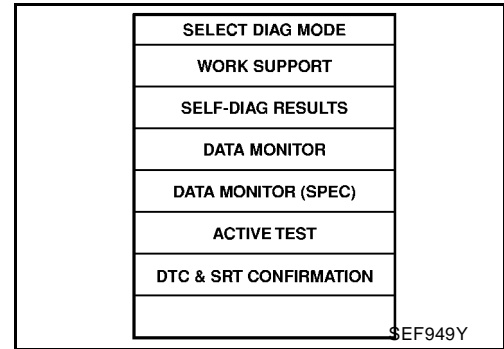 SELECT DIAG MODE
WORK SUPPORT
SELF-DIAG RESULTS
DATA MONITOR
DATA MONITOR (SPEC)
ACTIVE TEST
DTC & SRT CONFIRMATION
SEF949Y